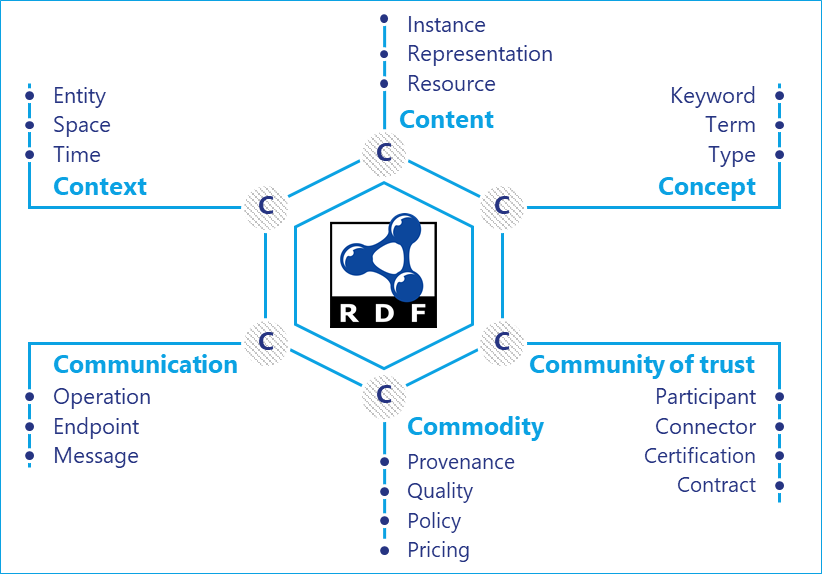 Instance
Representation
Resource
Content
Entity
Space
Time
Context
Keyword
Term
Type
Concept
C
C
C
RDF
C
C
C
Communication
Operation
Endpoint
Message
Community of trust
Participant
Connector
Certification
Contract
Commodity
Provenance
Quality
Policy
Pricing